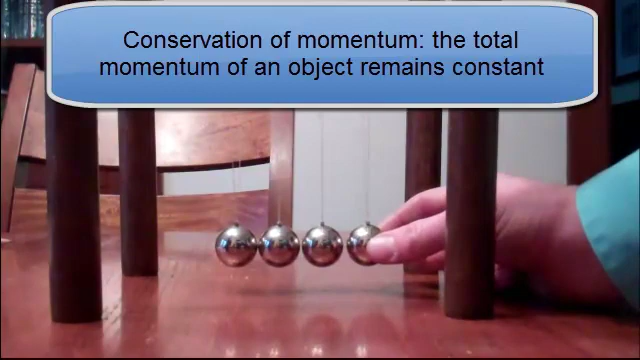 Conservation of momentum: the total
momentum of an object remains constant